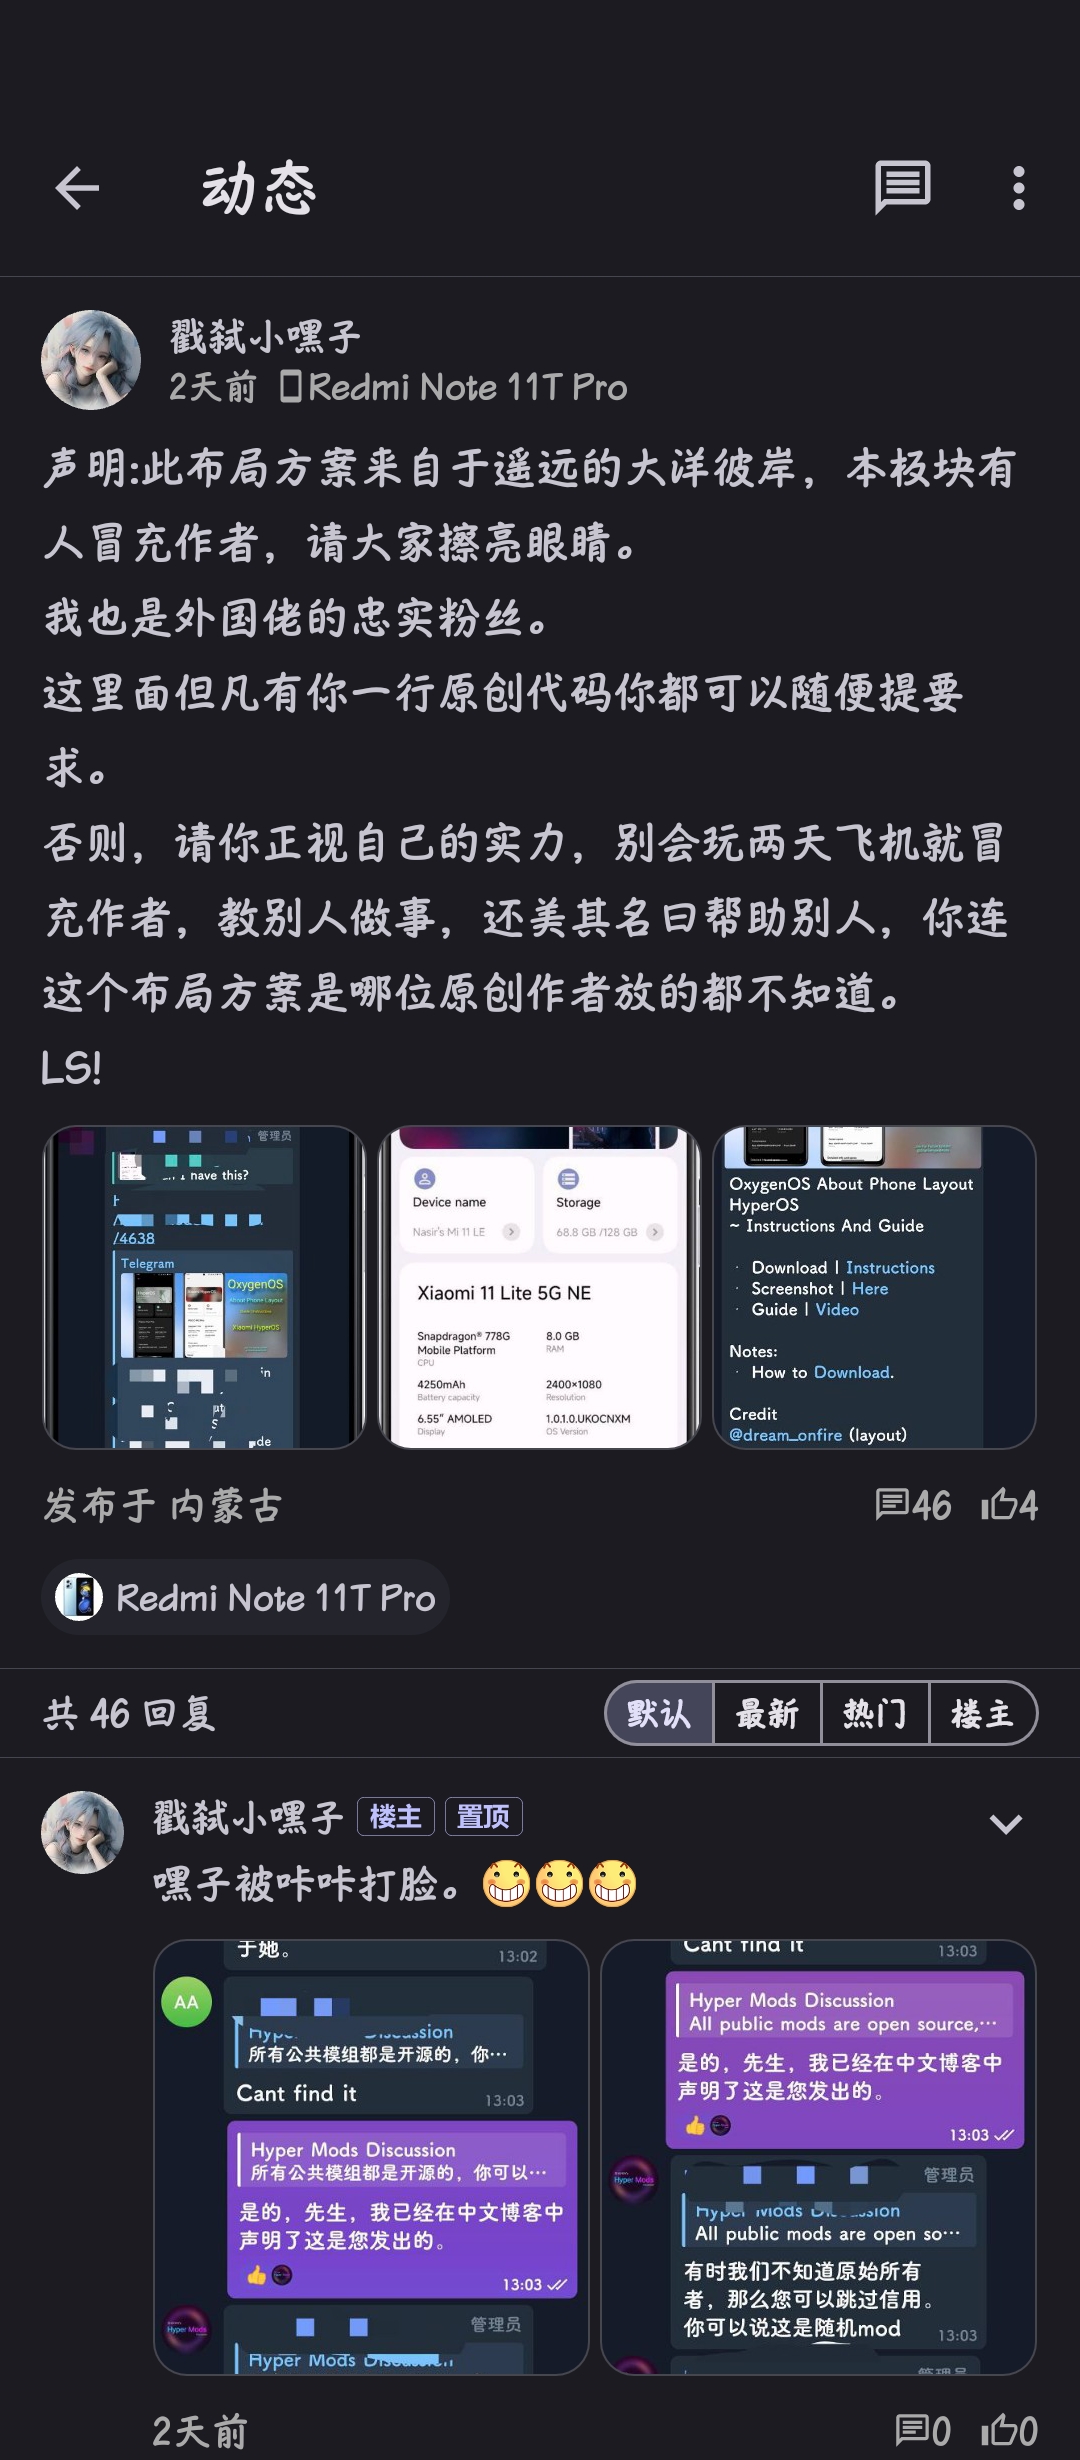 动态
戳弑小嘿子
2天前 Redmi Note 11T Pro
声明:此布局方案来自于遥远的大洋彼岸，本板块有
人冒充作者，请大家擦亮眼睛。
我也是外国佬的忠实粉丝。
这里面但凡有你一行原创代码你都可以随便提要
求。
否则，请你正视自己的实力，别会玩两天飞机就冒
充作者，教别人做事，还美其名曰帮助别人，你连
这个布局方案是哪位原创作者放的都不知道。
LS!
管理员
I have this?
/4638
Telegram
OxygenOS
About Phone Layout
Xiaomi HyperOS
in
de
Device name
Nasir's Mi 11 LE
Storage
68.8 GB /128 GB
Xiaomi 11 Lite 5G NE
Snapdragon® 778G
Mobile Platform
CPU
8.0 GB
RAM
4250mAh
Battery capacity
2400×1080
Resolution
6.55" AMOLED
Display
1.0.1.0.UKOCNXM
OS Version
OxygenOS About Phone Layout
HyperOS
~ Instructions And Guide
· Download | Instructions
· Screenshot | Here
· Guide | Video
Notes:
· How to Download.
Credit
@dream_onfire (layout)
发布于 内蒙古
46 4
Redmi Note 11T Pro
共 46 回复
默认 最新 热门 楼主
戳弑小嘿子 楼主 置顶
嘿子被咔咔打脸。
于她。
13:02
AA
Hyper Mods Discussion
所有公共模组都是开源的，你…
Cant find it
13:03
Hyper Mods Discussion
所有公共模组都是开源的，你可以…
是的，先生，我已经在中文博客中
声明了这是您发出的。
13:03
Hyper Mods
管理员
Hyper Mods Discussion
Cant find it
13:03
Hyper Mods Discussion
All public mods are open source,…
是的，先生，我已经在中文博客中
声明了这是您发出的。
13:03
Hyper Mods
管理员
Hyper Mods Discussion
All public mods are open so…
有时我们不知道原始所有
者，那么您可以跳过信用。
你可以说这是随机mod
13:03
管理员
2天前
0 0